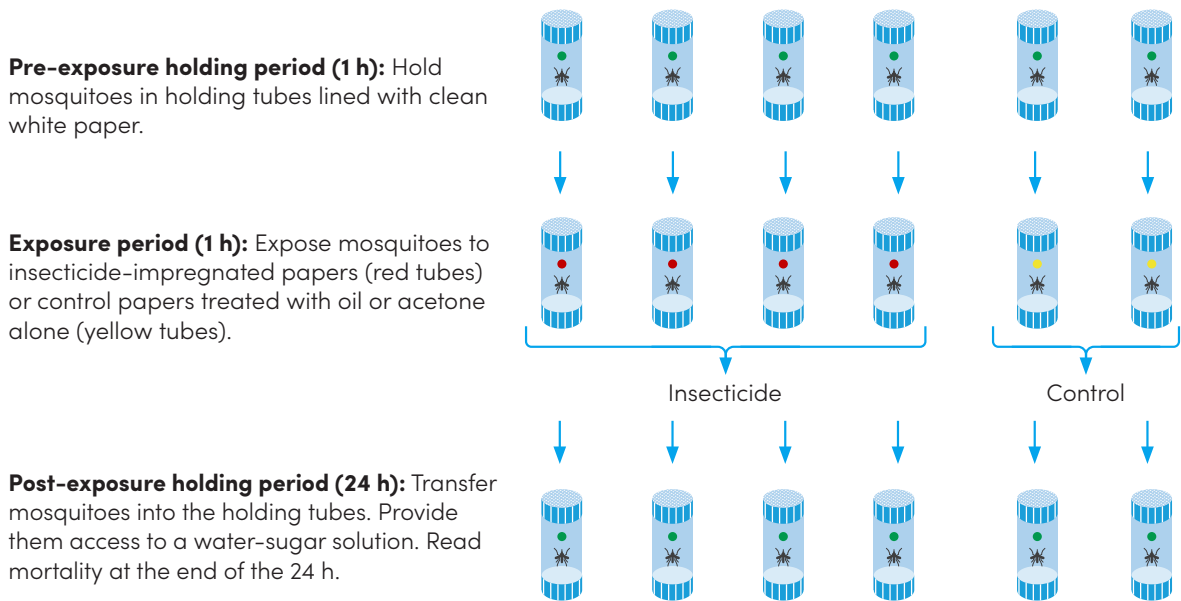 Pre-exposure holding period (1 h): Hold
mosquitoes in holding tubes lined with clean
white paper.
Exposure period (1 h): Expose mosquitoes to
insecticide-impregnated papers (red tubes)
or control papers treated with oil or acetone
alone (yellow tubes).
Insecticide
Control
Post-exposure holding period (24 h): Transfer
mosquitoes into the holding tubes. Provide
them access to a water-sugar solution. Read
mortality at the end of the 24 h.